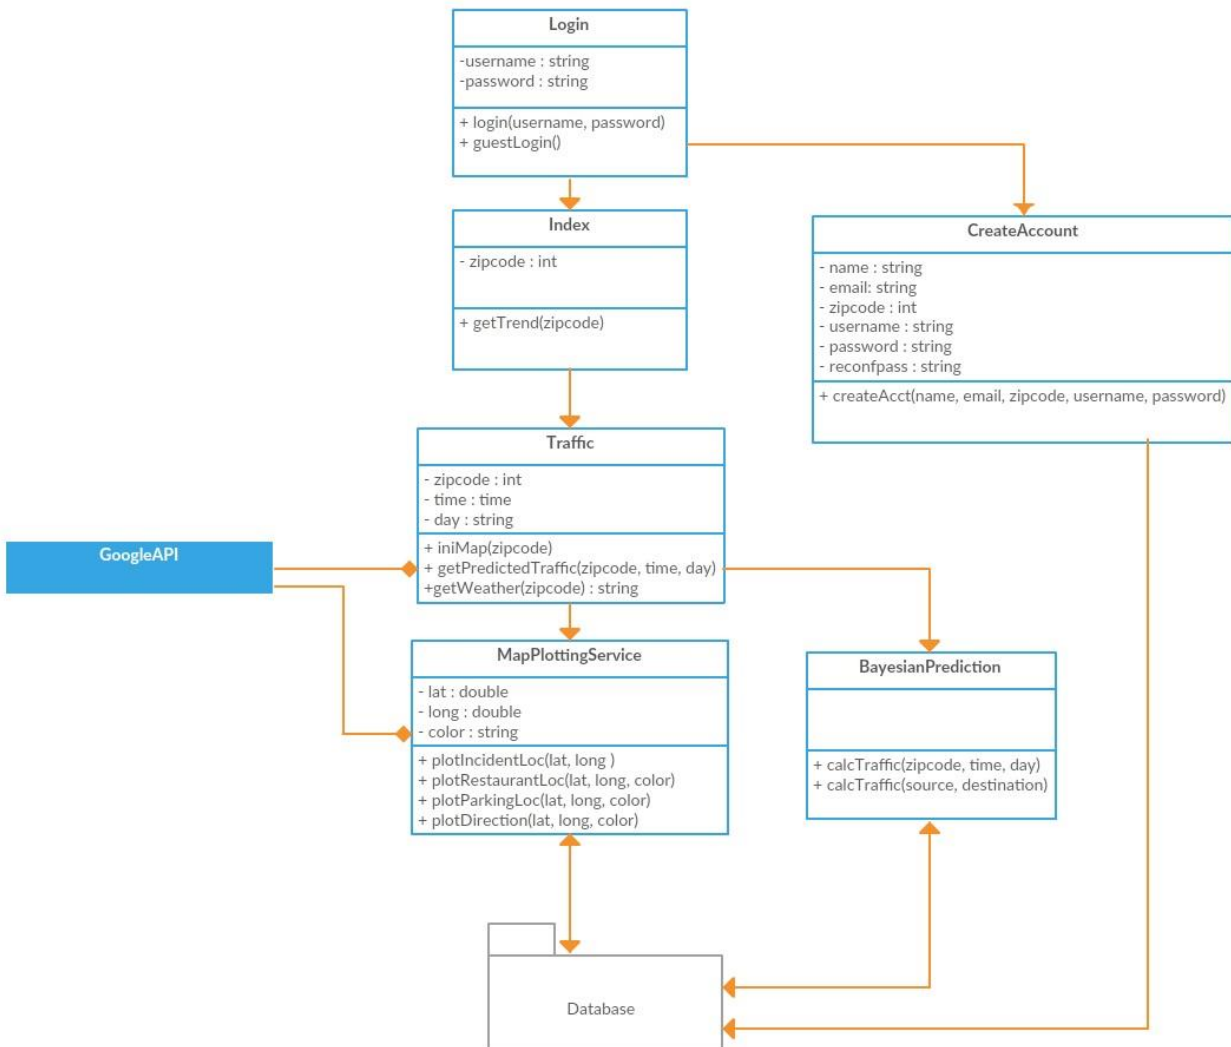 Login
-username : string
-password : string
+ login(username, password)
+ guestLogin()
Index
- zipcode : int
+ getTrend(zipcode)
CreateAccount
- name : string
- email: string
- zipcode : int
- username : string
- password : string
- reconfpass : string
+ createAcct(name, email, zipcode, username, password)
Traffic
- zipcode : int
- time : time
- day : string
+ iniMap(zipcode)
+ getPredictedTraffic(zipcode, time, day)
+getWeather(zipcode) : string
GoogleAPI
MapPlottingService
- lat : double
- long : double
- color : string
+ plotIncidentLoc(lat, long )
+ plotRestaurantLoc(lat, long, color)
+ plotParkingLoc(lat, long, color)
+ plotDirection(lat, long, color)
BayesianPrediction
+ calcTraffic(zipcode, time, day)
+ calcTraffic(source, destination)
Database